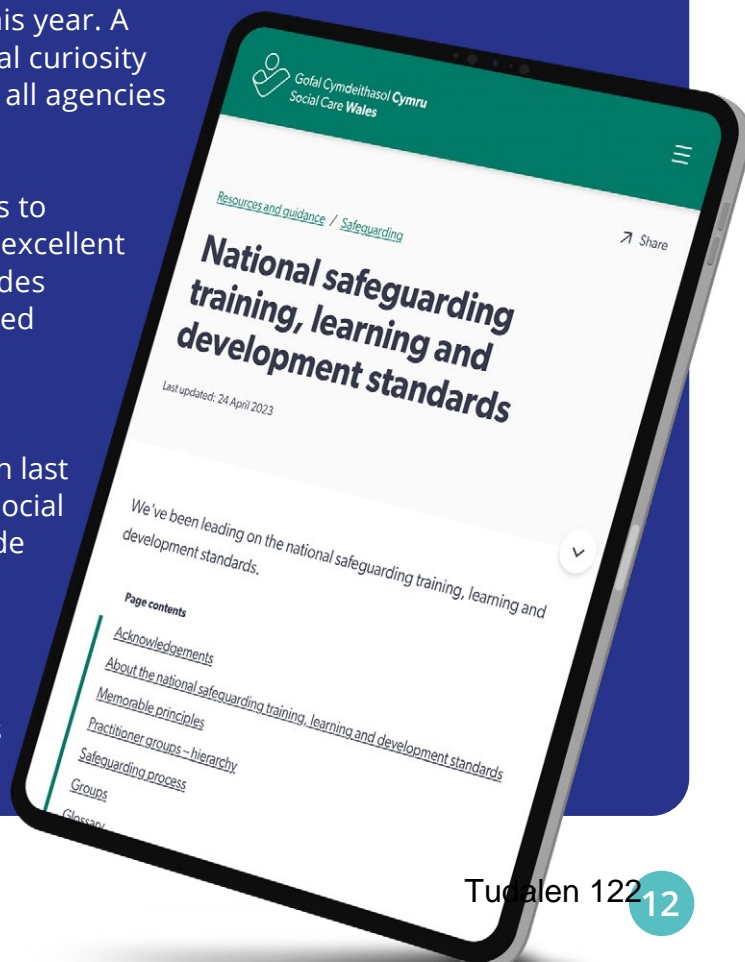 his year. A
al curiosity
all agencies
s to
excellent
des
ed
n last
ocial
de
s
Gofal Cymdeithasol Cymru
Social Care Wales
Resources and guidance / Safeguarding
Share
National safeguarding
training, learning and
development standards
Last updated: 24 April 2023
We've been leading on the national safeguarding training, learning and
development standards.
Page contents
Acknowledgements
About the national safeguarding training, learning and development standards
Memorable principles
Practitioner groups – hierarchy
Safeguarding process
Groups
Glossary
Tudalen 122
12